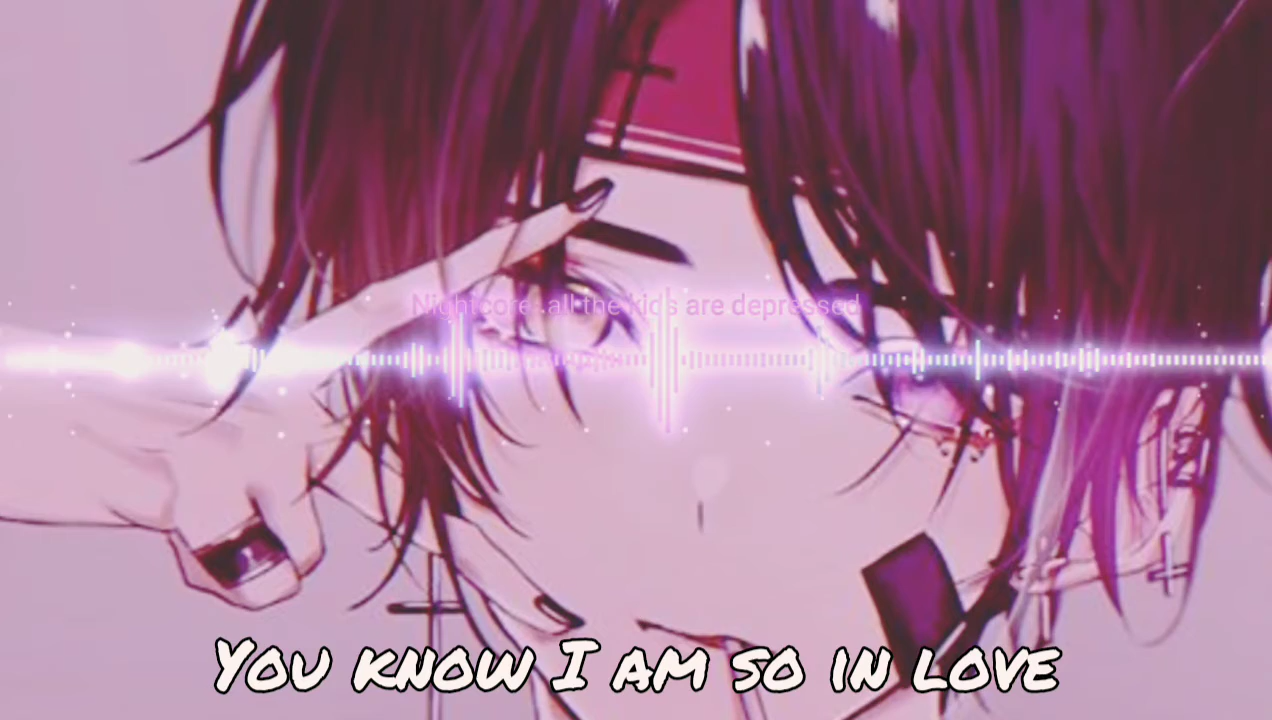 Nightcore :all the kids are depressed
You know I am so in love